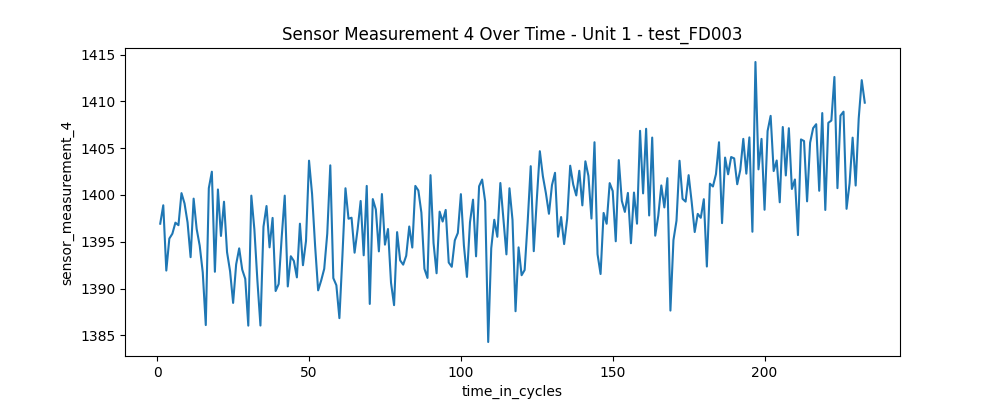 Sensor Measurement 4 Over Time - Unit 1 - test_FD003
1415
1410
1405
1400
1395
1390
1385
sensor_measurement_4
0 50 100 150 200
time_in_cycles